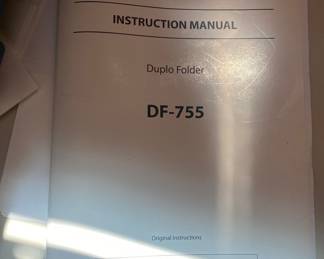 INSTRUCTION MANUAL
Duplo Folder
DF-755
Original Instructions